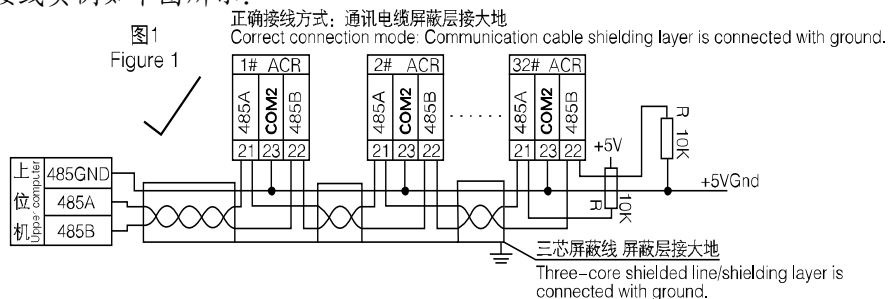 正确接线方式：通讯电缆屏蔽层接大地
图1
Correct connection mode: Communication cable shielding layer is connected with ground.
Figure 1
1# ACR
2# ACR
32# ACR
485A
COM2
485B
485A
COM2
485B
......
485A
COM2
485B
R 10K
21 23 22
21 23 22
21 23 22
+5V
上位机
Upper computer
485GND
485A
485B
+5VGnd
R 10K
三芯屏蔽线 屏蔽层接大地
Three-core shielded line/shielding layer is
connected with ground.